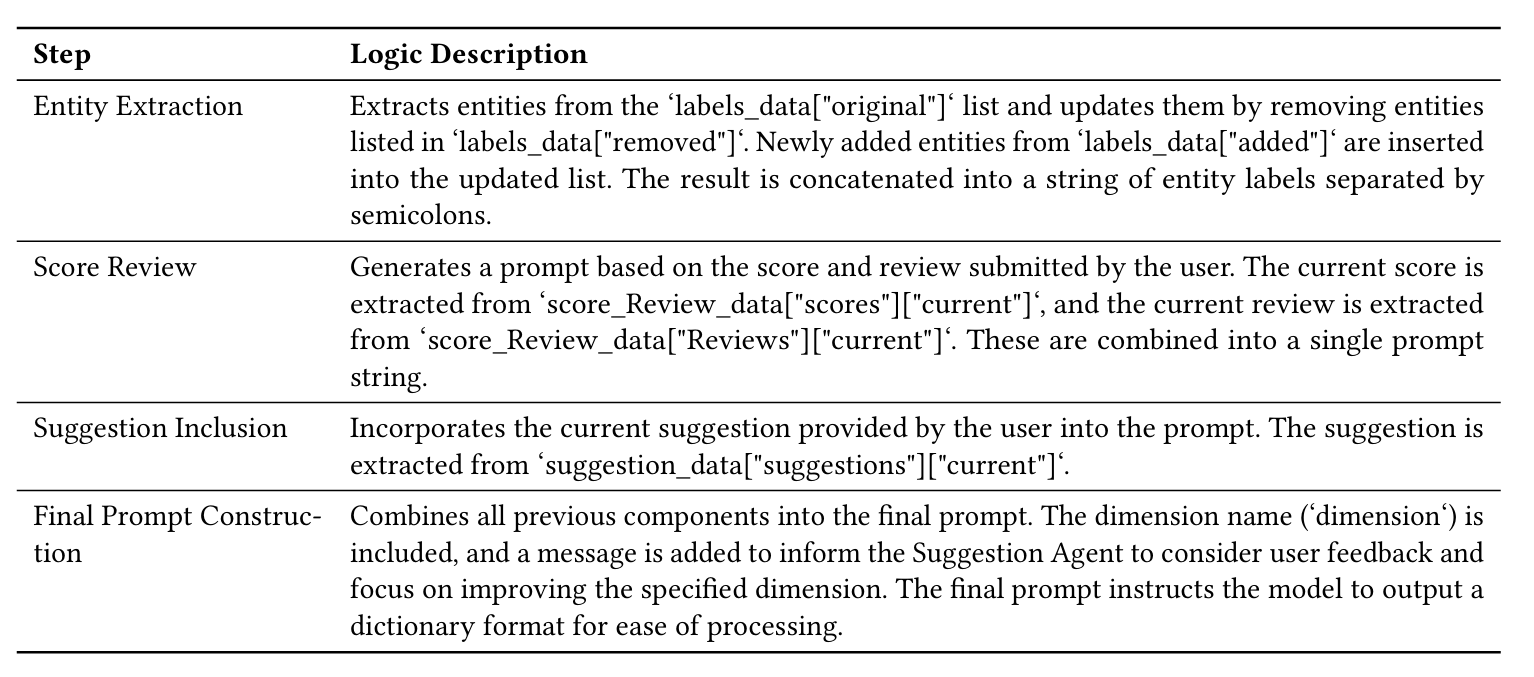 Step Logic Description
Entity Extraction Extracts entities from the ‘labels_data["original"]‘ list and updates them by removing entities
listed in ‘labels_data["removed"]‘. Newly added entities from ‘labels_data["added"]‘ are inserted
into the updated list. The result is concatenated into a string of entity labels separated by
semicolons.
Score Review Generates a prompt based on the score and review submitted by the user. The current score is
extracted from ‘score_Review_data["scores"]["current"]‘, and the current review is extracted
from ‘score_Review_data["Reviews"]["current"]‘. These are combined into a single prompt
string.
Suggestion Inclusion Incorporates the current suggestion provided by the user into the prompt. The suggestion is
extracted from ‘suggestion_data["suggestions"]["current"]‘.
Final Prompt Construc- Combines all previous components into the final prompt. The dimension name (‘dimension‘) is
tion included, and a message is added to inform the Suggestion Agent to consider user feedback and
focus on improving the specified dimension. The final prompt instructs the model to output a
dictionary format for ease of processing.